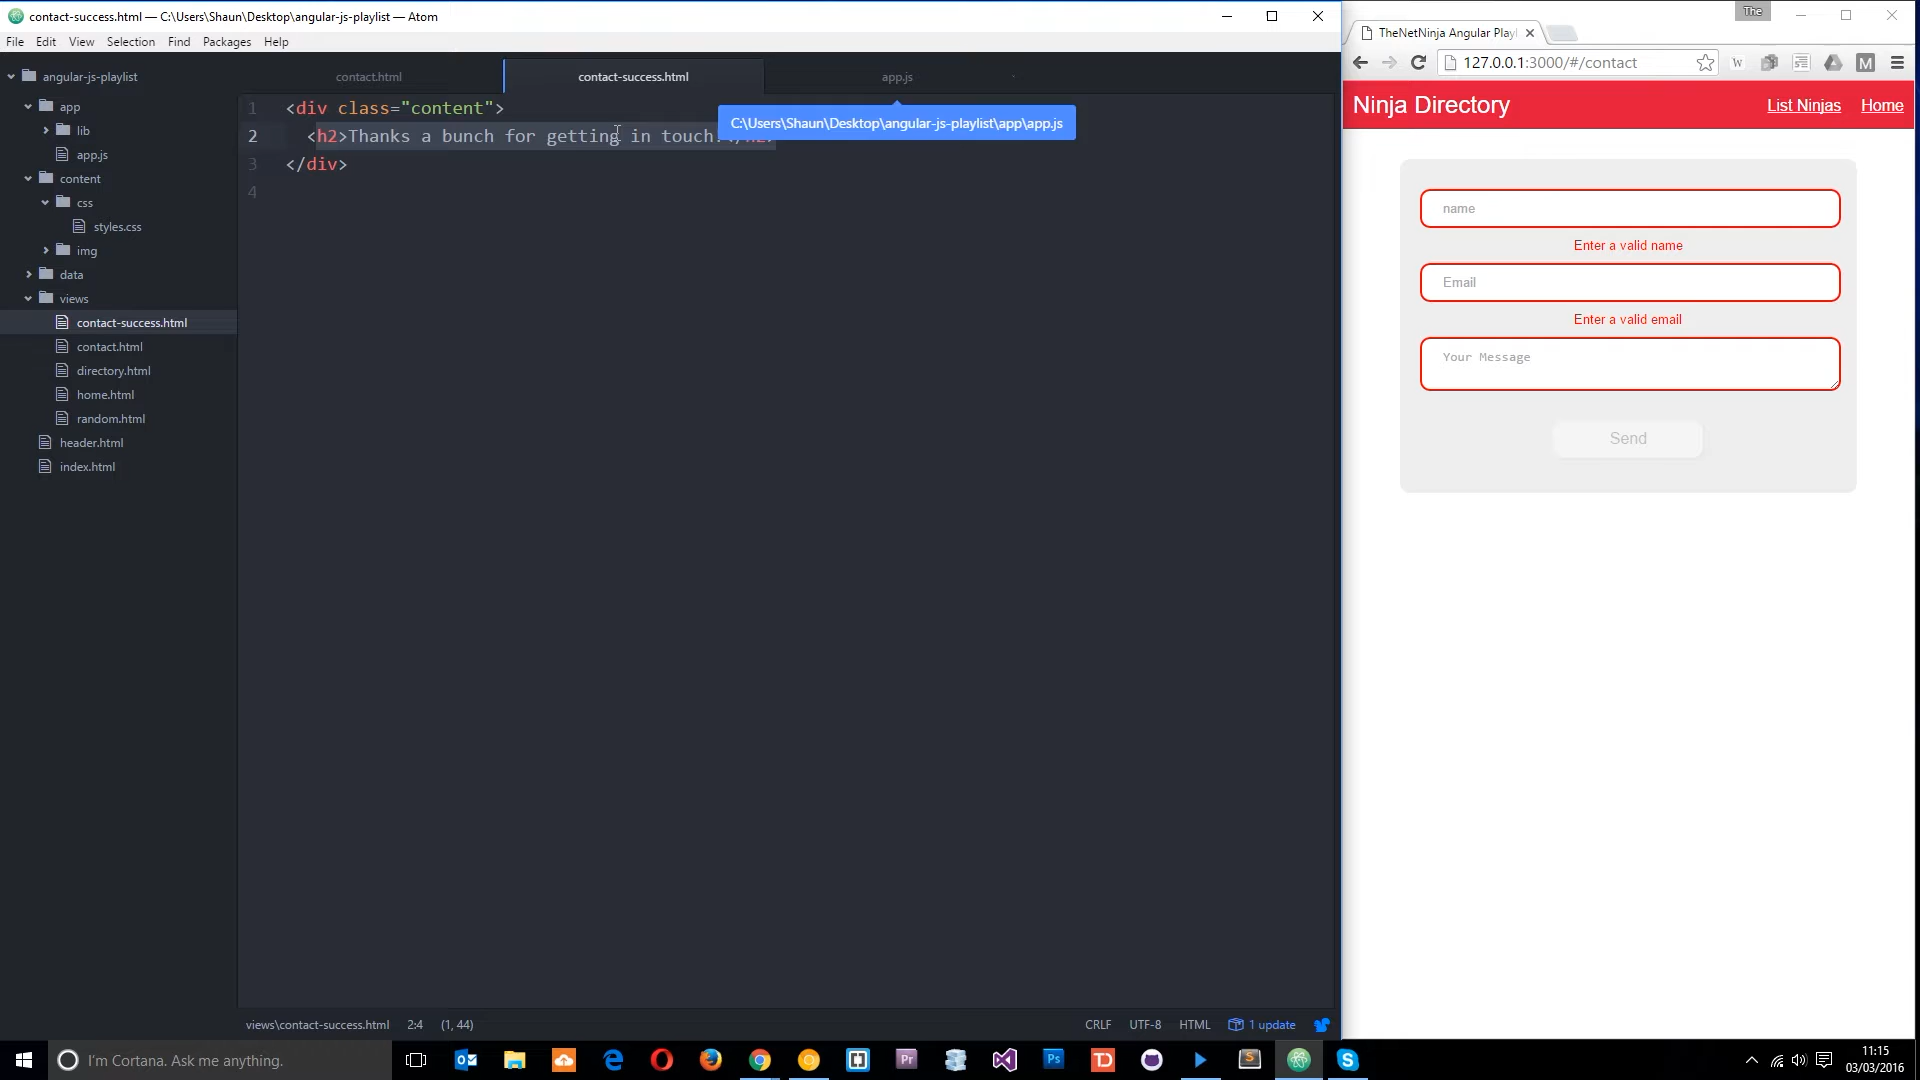 contact-success.html — C:\Users\Shaun\Desktop\angular-js-playlist — Atom
File Edit View Selection Find Packages Help
angular-js-playlist
app
lib
app.js
content
css
styles.css
img
data
views
contact-success.html
contact.html
directory.html
home.html
random.html
header.html
index.html
contact.html
contact-success.html
app.js
C:\Users\Shaun\Desktop\angular-js-playlist\app\app.js
1 <div class="content">
2 <h2>Thanks a bunch for getting in touch
3 </div>
4
views\contact-success.html 2:4 (1, 44)
CRLF UTF-8 HTML 1 update
The
TheNetNinja Angular Playl
127.0.0.1:3000/#/contact
W
M
Ninja Directory
List Ninjas Home
name
Enter a valid name
Email
Enter a valid email
Your Message
Send
I'm Cortana. Ask me anything.
Pr
Ps
TD
S
S
11:15
03/03/2016